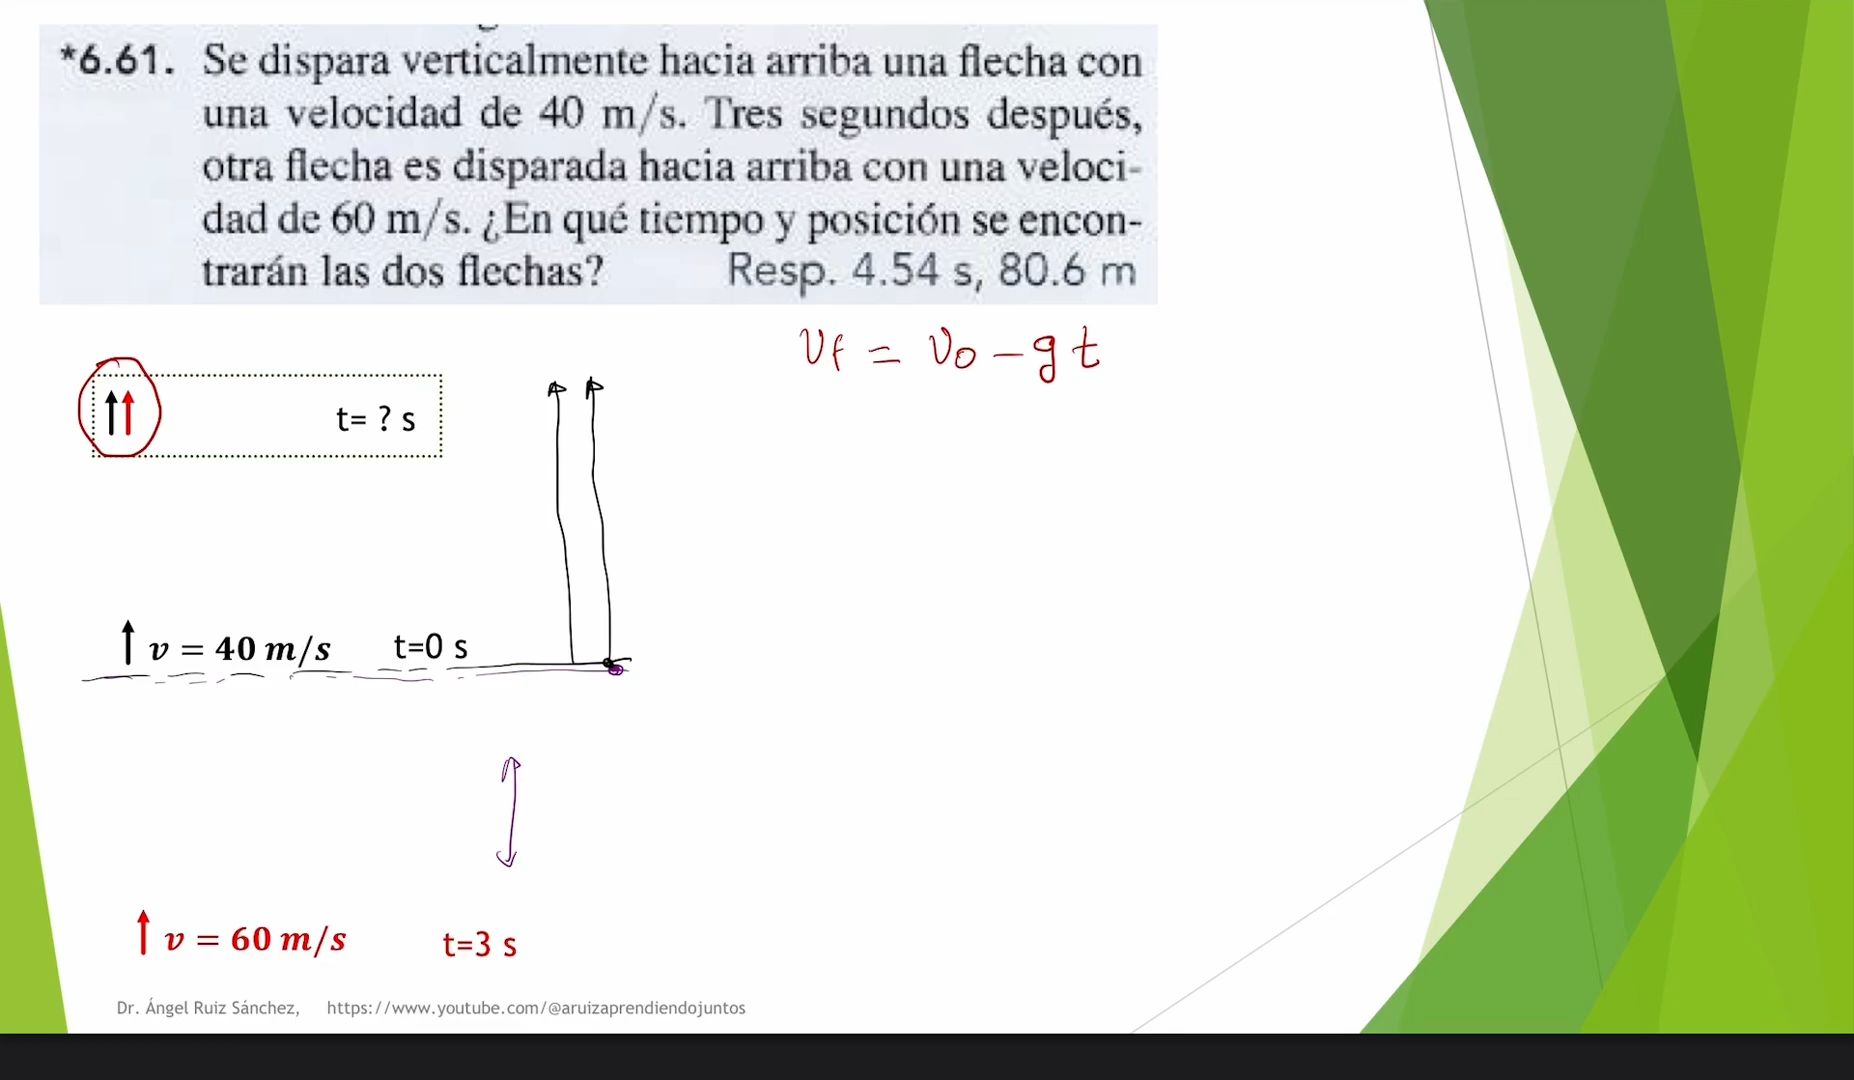 *6.61. Se dispara verticalmente hacia arriba una flecha con
una velocidad de 40 m/s. Tres segundos después,
otra flecha es disparada hacia arriba con una veloci-
dad de 60 m/s. ¿En qué tiempo y posición se encon-
trarán las dos flechas? Resp. 4.54 s, 80.6 m
Vf = Vo - gt
t= ? s
v = 40 m/s t=0 s
v = 60 m/s t=3 s
Dr. Ángel Ruiz Sánchez, https://www.youtube.com/@aruizaprendiendojuntos